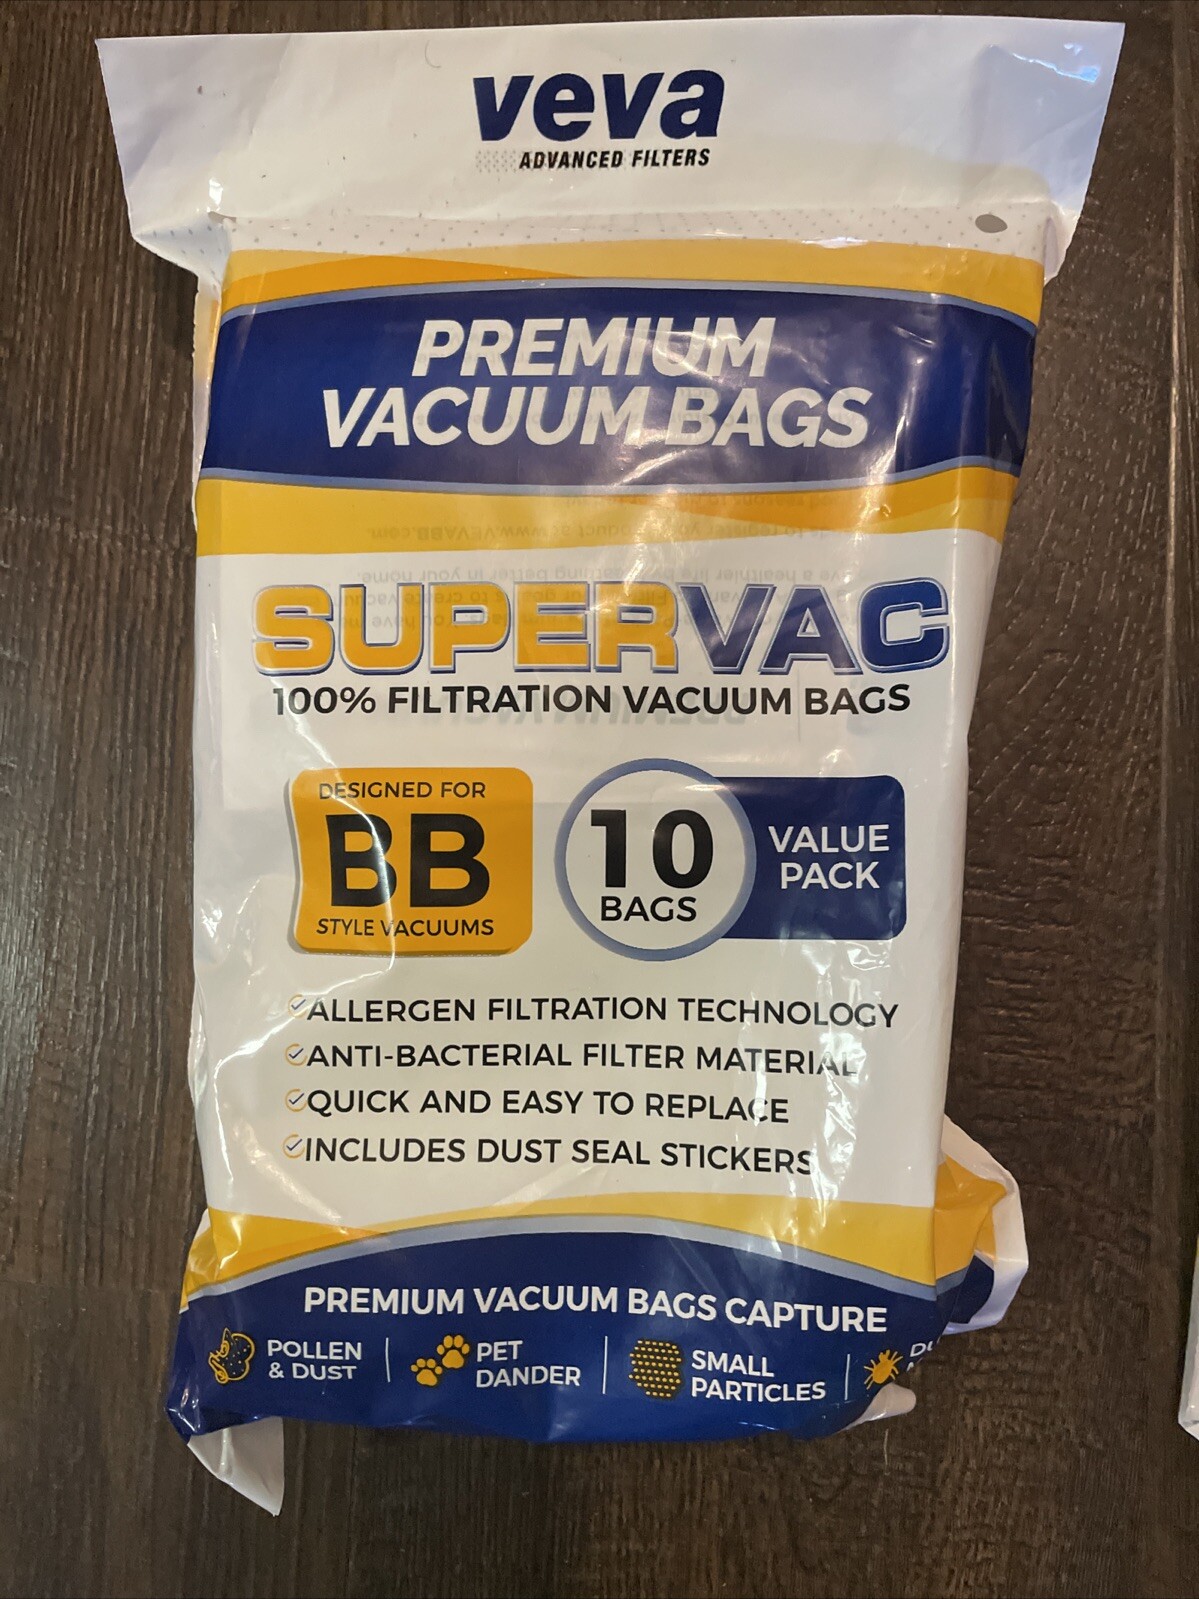 veva
ADVANCED FILTERS
PREMIUM
VACUUM BAGS
SUPERVAC
100% FILTRATION VACUUM BAGS
DESIGNED FOR
BB
STYLE VACUUMS
10
BAGS
VALUE
PACK
ALLERGEN FILTRATION TECHNOLOGY
ANTI-BACTERIAL FILTER MATERIAL
QUICK AND EASY TO REPLACE
INCLUDES DUST SEAL STICKERS
PREMIUM VACUUM BAGS CAPTURE
POLLEN
& DUST
PET
DANDER
SMALL
PARTICLES